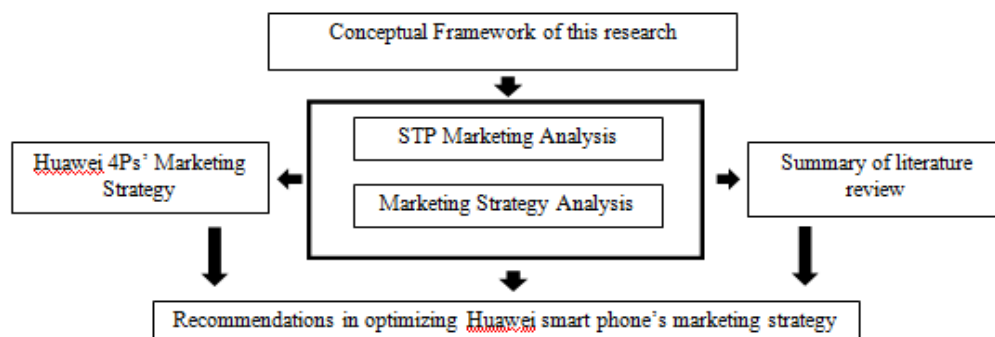 Conceptual Framework of this research
STP Marketing Analysis
Huawei 4Ps’ Marketing
Strategy
Marketing Strategy Analysis
Summary of literature
review
Recommendations in optimizing Huawei smart phone’s marketing strategy